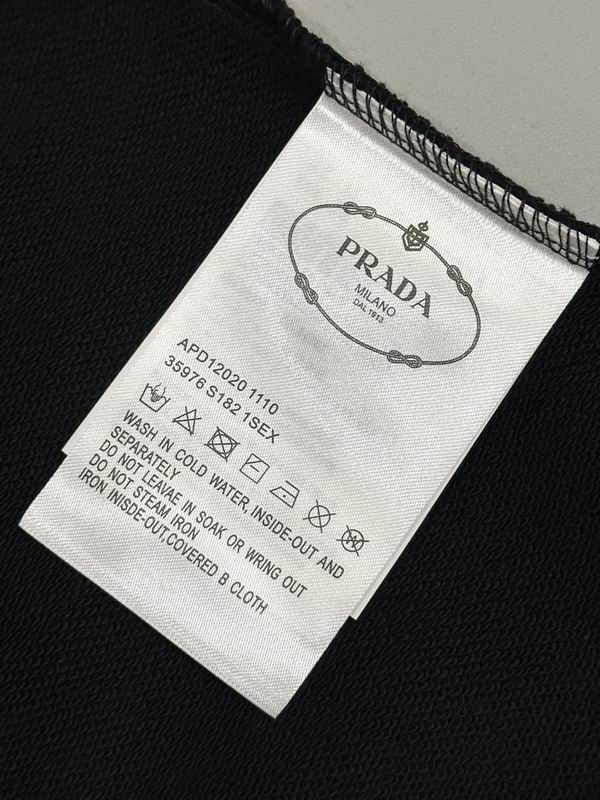 PRADA
MILANO
DAL 1913
APD12020 1110
35976 S182 1SEX
W
WASH IN COLD WATER, INSIDE-OUT AND
SEPARATELY
DO NOT LEAVAE IN SOAK OR WRING OUT
DO NOT STEAM IRON
IRON INISDE-OUT,COVERED B CLOTH